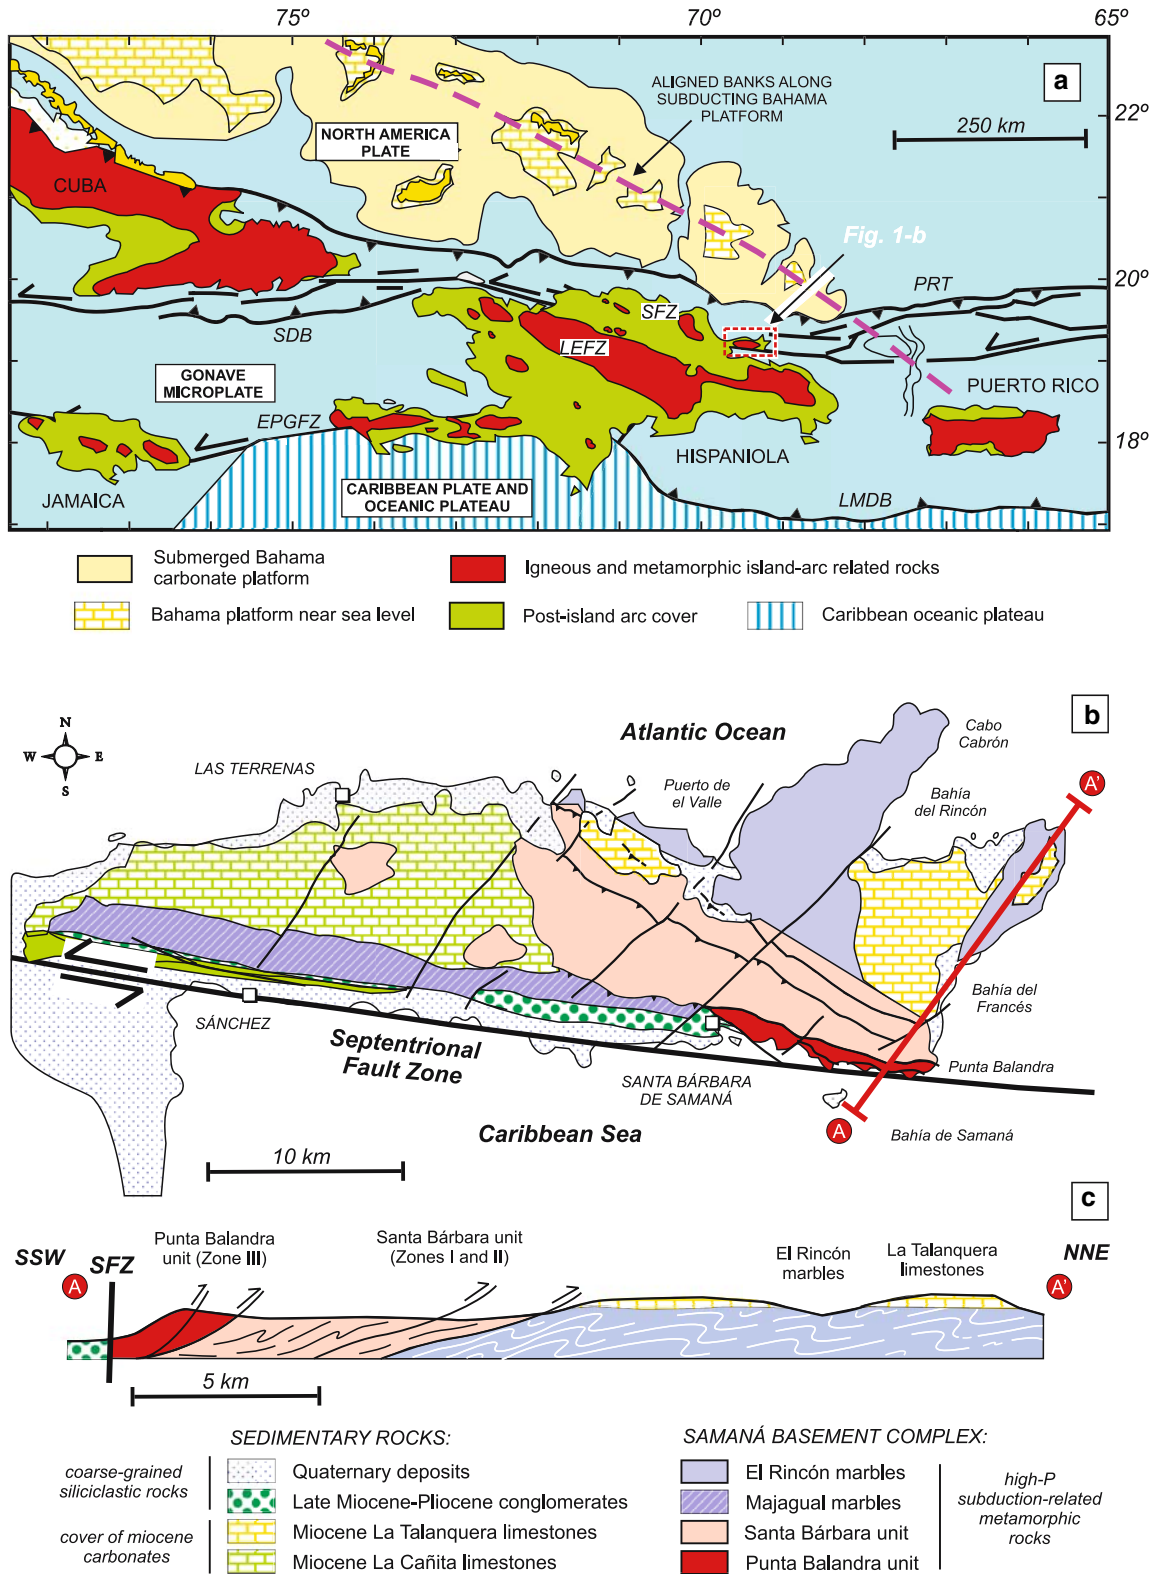 75º
70º
65º
a
22º
20º
18º
ALIGNED BANKS ALONG
SUBDUCTING BAHAMA
PLATFORM
250 km
NORTH AMERICA
PLATE
CUBA
Fig. 1-b
PRT
SFZ
SDB
LEFZ
GONAVE
MICROPLATE
PUERTO RICO
EPGFZ
HISPANIOLA
JAMAICA
CARIBBEAN PLATE AND
OCEANIC PLATEAU
LMDB
Submerged Bahama
carbonate platform
Igneous and metamorphic island-arc related rocks
Bahama platform near sea level
Post-island arc cover
Caribbean oceanic plateau
b
N
W
E
S
Atlantic Ocean
Cabo
Cabrón
LAS TERRENAS
Puerto de
el Valle
Bahía
del Rincón
A'
Bahía del
Francés
SÁNCHEZ
Septentrional
Fault Zone
Punta Balandra
SANTA BÁRBARA
DE SAMANÁ
A
Bahía de Samaná
Caribbean Sea
10 km
c
SSW
SFZ
A
Punta Balandra
unit (Zone III)
Santa Bárbara unit
(Zones I and II)
El Rincón
marbles
La Talanquera
limestones
NNE
A'
5 km
SEDIMENTARY ROCKS:
coarse-grained
siliciclastic rocks
Quaternary deposits
Late Miocene-Pliocene conglomerates
cover of miocene
carbonates
Miocene La Talanquera limestones
Miocene La Cañita limestones
SAMANÁ BASEMENT COMPLEX:
El Rincón marbles
Majagual marbles
Santa Bárbara unit
Punta Balandra unit
high-P
subduction-related
metamorphic
rocks